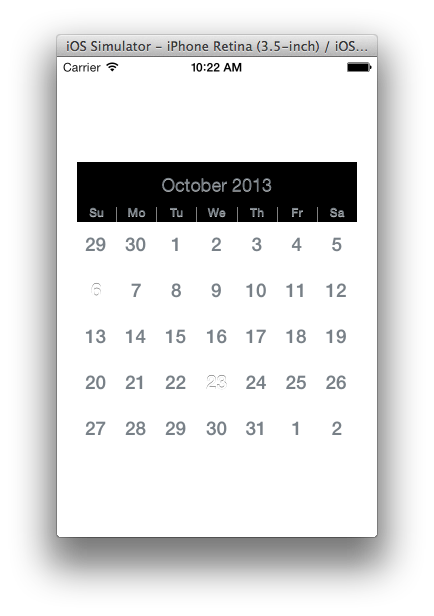 iOS Simulator - iPhone Retina (3.5-inch) / iOS...
Carrier 10:22 AM
October 2013
Su Mo Tu We Th Fr Sa
29 30 1 2 3 4 5
6 7 8 9 10 11 12
13 14 15 16 17 18 19
20 21 22 23 24 25 26
27 28 29 30 31 1 2